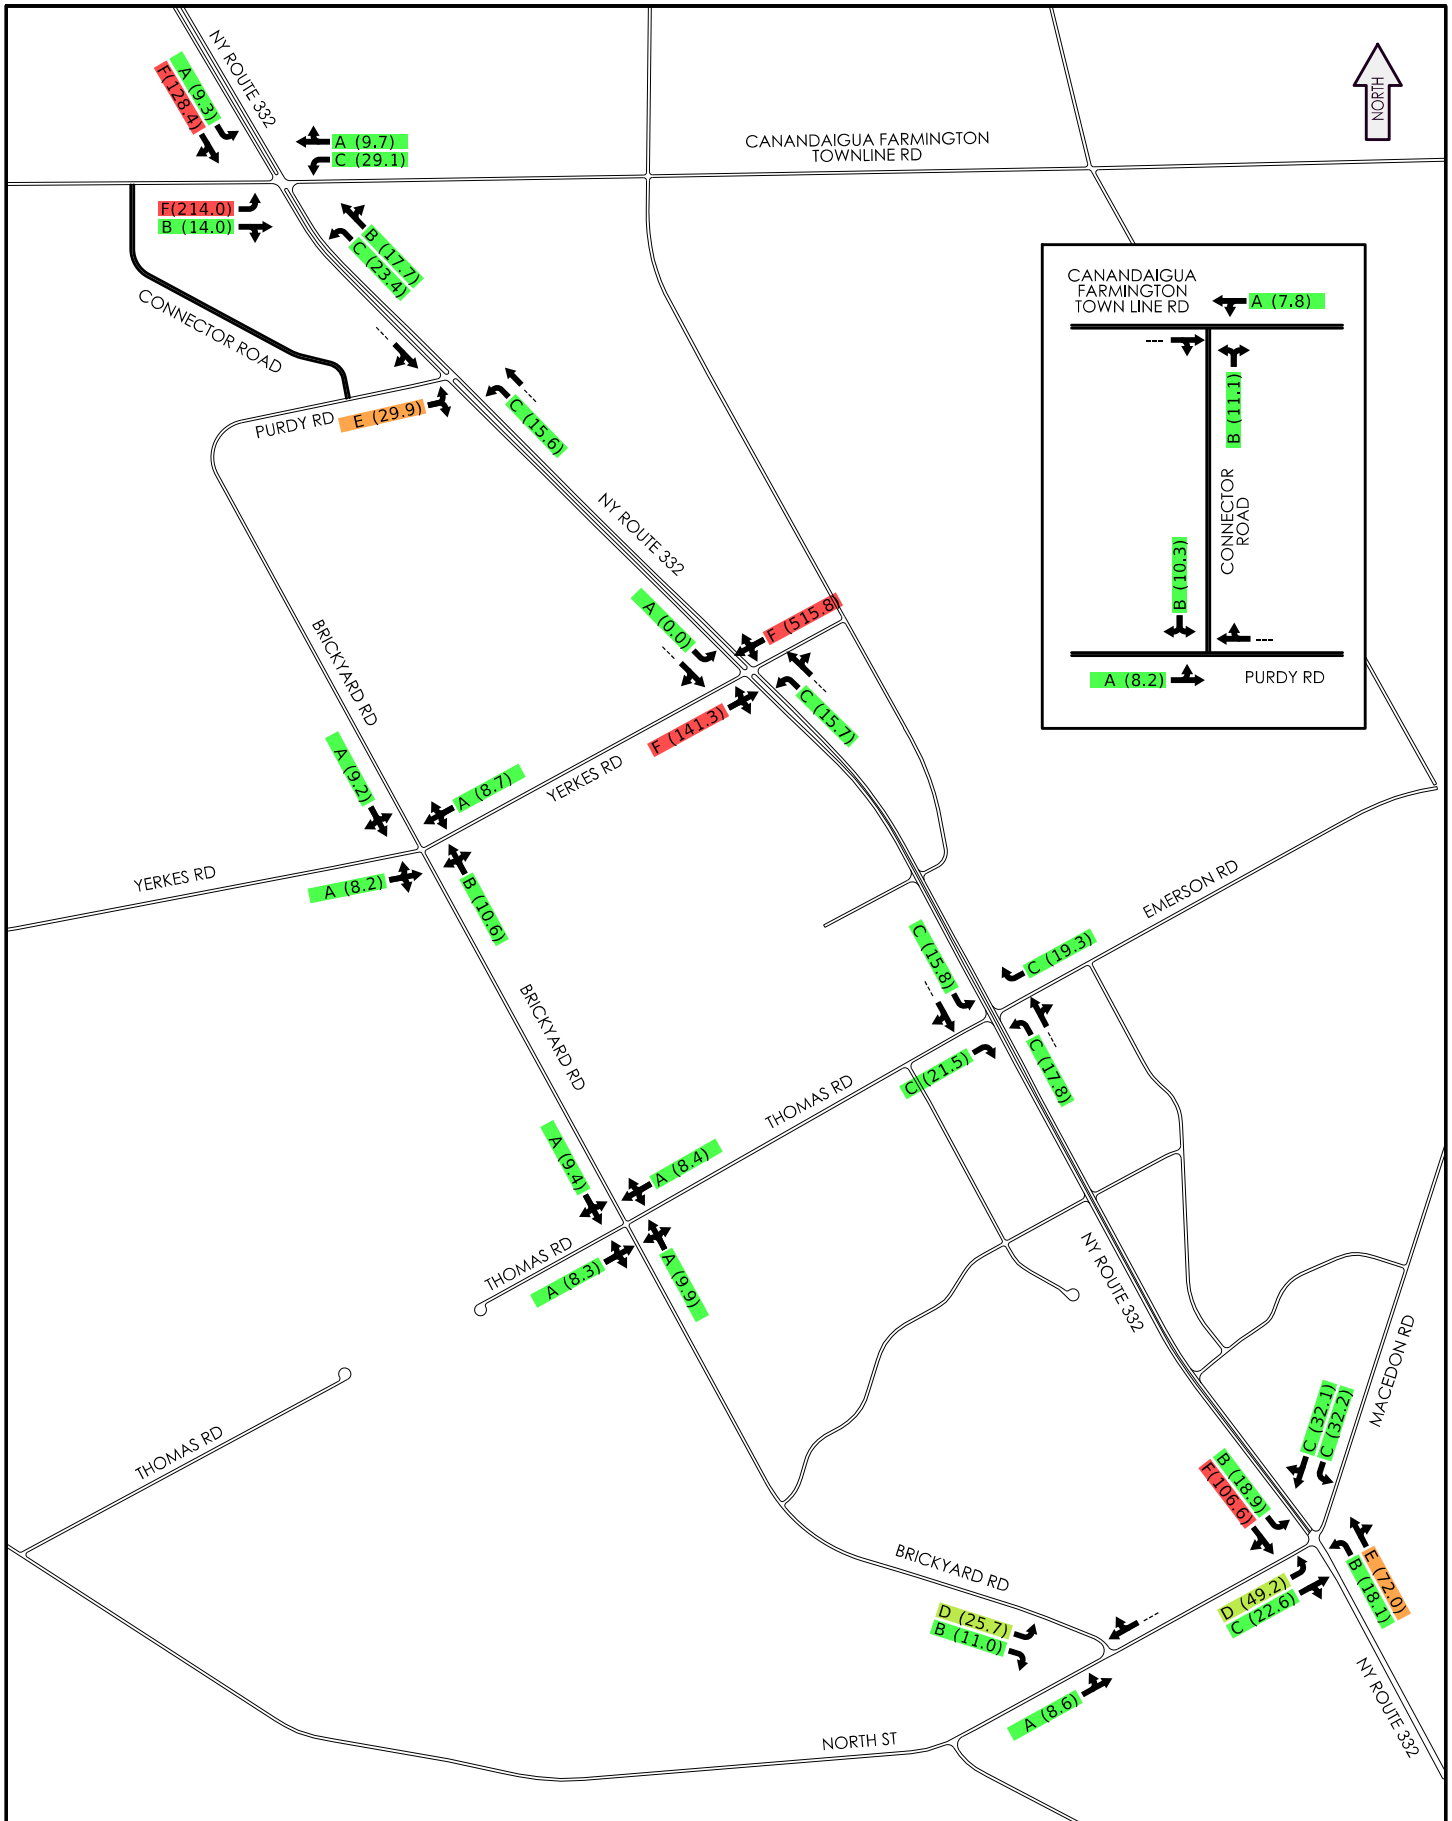 NY ROUTE 332
A (9.3)
F(128.4)
A (9.7)
C (29.1)
CANANDAIGUA FARMINGTON
TOWNLINE RD
NORTH
F(214.0)
B (14.0)
B (17.7)
C (23.4)
CONNECTOR ROAD
PURDY RD
E (29.9)
C (15.6)
CANANDAIGUA
FARMINGTON
TOWN LINE RD
A (7.8)
B (11.1)
CONNECTOR
ROAD
B (10.3)
A (8.2)
PURDY RD
NY ROUTE 332
A (0.0)
F (515.8)
F (141.3)
C (15.7)
BRICKYARD RD
YERKES RD
A (9.2)
A (8.7)
YERKES RD
A (8.2)
B (10.6)
EMERSON RD
C (15.8)
C (19.3)
C (21.5)
C (17.8)
BRICKYARD RD
THOMAS RD
A (9.4)
A (8.4)
THOMAS RD
A (8.3)
A (9.9)
NY ROUTE 332
MACEDON RD
THOMAS RD
C (32.1)
C (32.2)
B (18.9)
F(106.6)
E (72.0)
B (18.1)
D (49.2)
C (22.6)
BRICKYARD RD
D (25.7)
B (11.0)
A (8.6)
NORTH ST
NY ROUTE 332